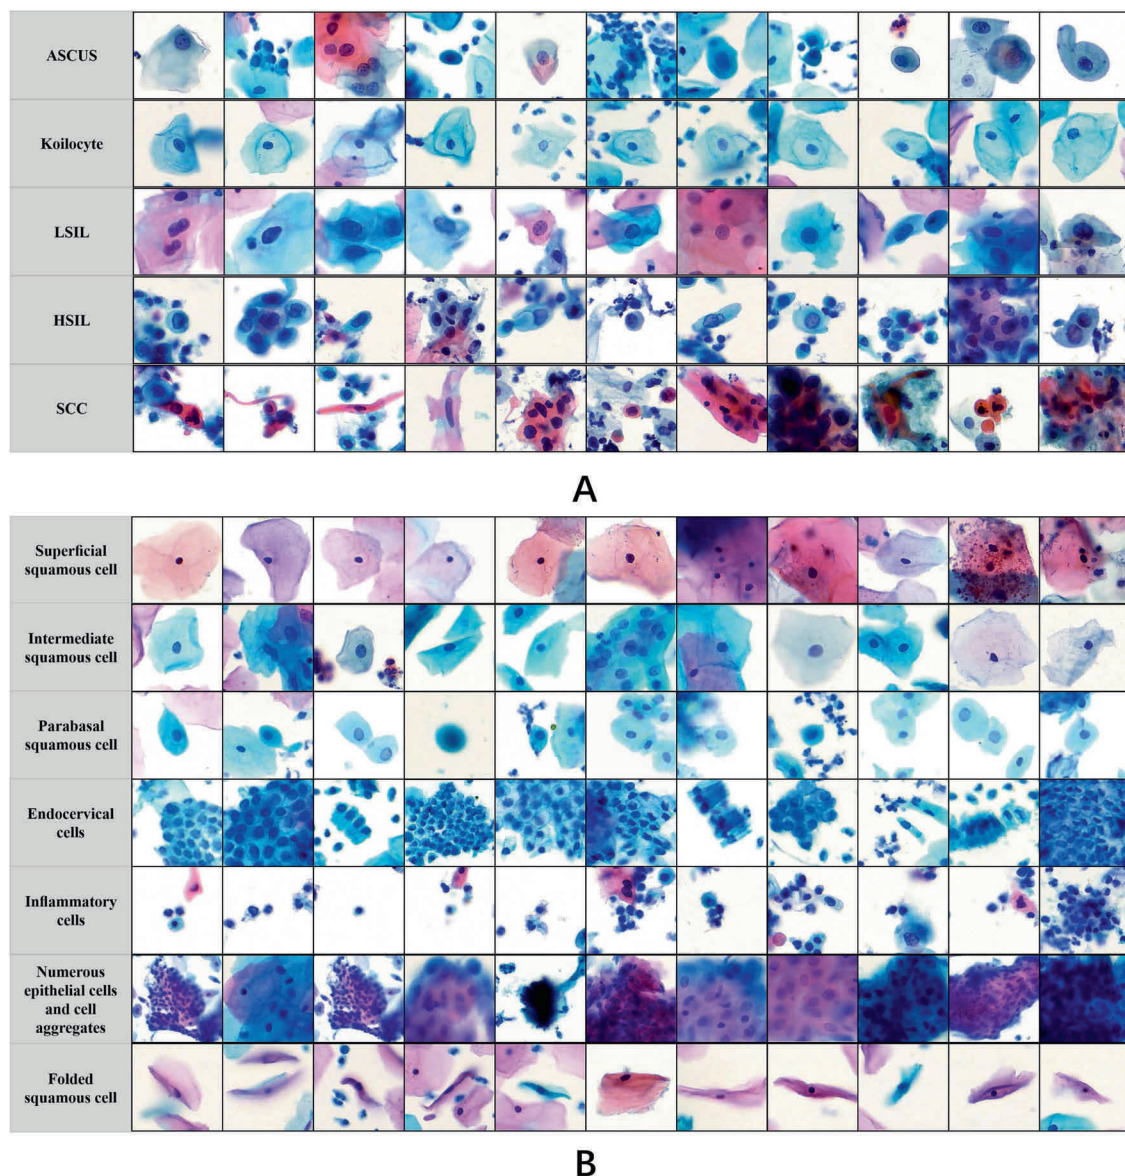 ASCUS
Koilocyte
LSIL
HSIL
SCC
A
Superficial
squamous cell
Intermediate
squamous cell
Parabasal
squamous cell
Endocervical
cells
Inflammatory
cells
Numerous
epithelial cells
and cell
aggregates
Folded
squamous cell
B